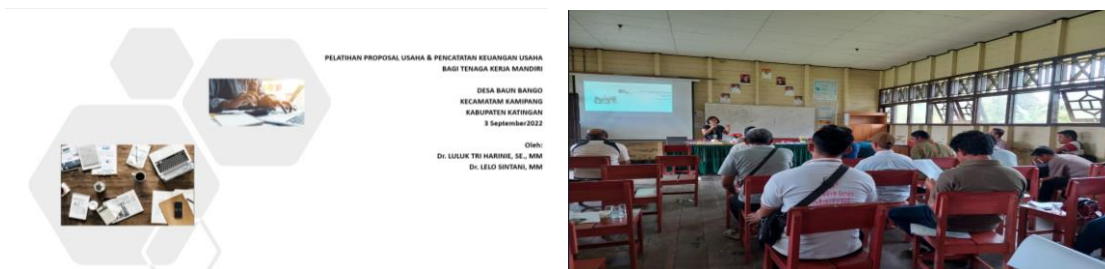 PELATIHAN PROPOSAL USAHA & PENCATATAN KEUANGAN USAHA
BAGI TENAGA KERJA MANDIRI
DESA BAUN BANGO
KECAMATAM KAMIPANG
KABUPATEN KATINGAN
3 September2022
Oleh:
Dr. LULUK TRI HARINIE, SE., MM
Dr. LELO SINTANI, MM